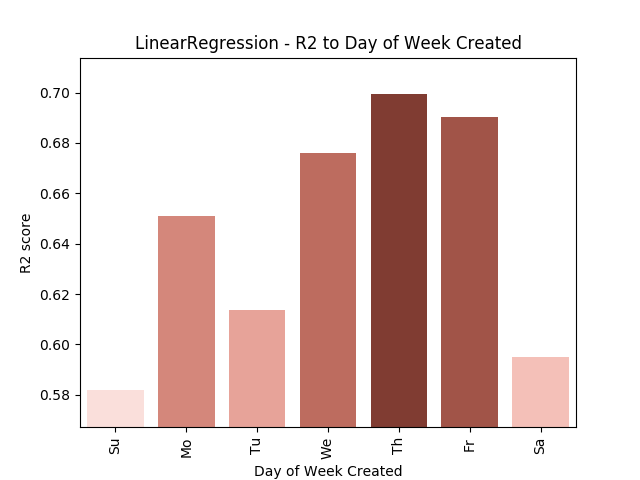 LinearRegression - R2 to Day of Week Created
0.70
0.68
0.66
0.64
0.62
0.60
0.58
R2 score
Su
Mo
Tu
We
Th
Fr
Sa
Day of Week Created